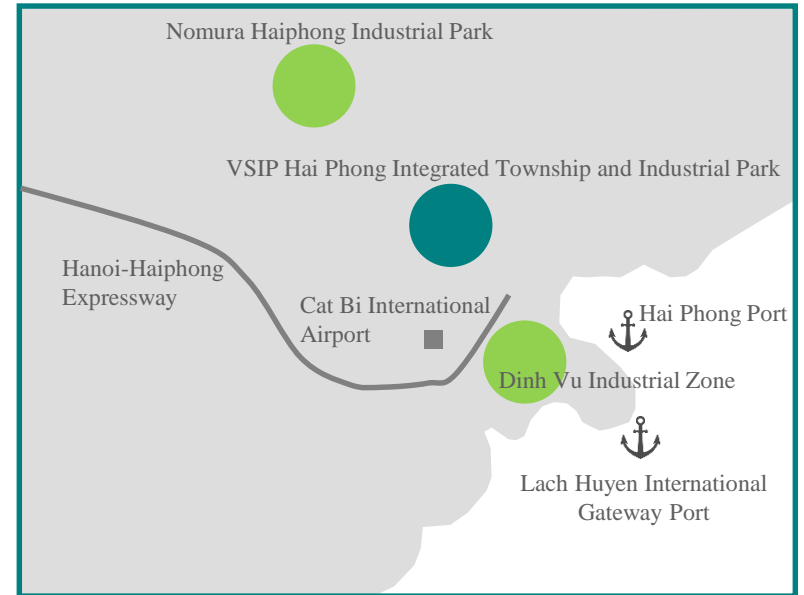 Nomura Haiphong Industrial Park
VSIP Hai Phong Integrated Township and Industrial Park
Hanoi-Haiphong
Expressway
Cat Bi International
Airport
Hai Phong Port
Dinh Vu Industrial Zone
Lach Huyen International
Gateway Port